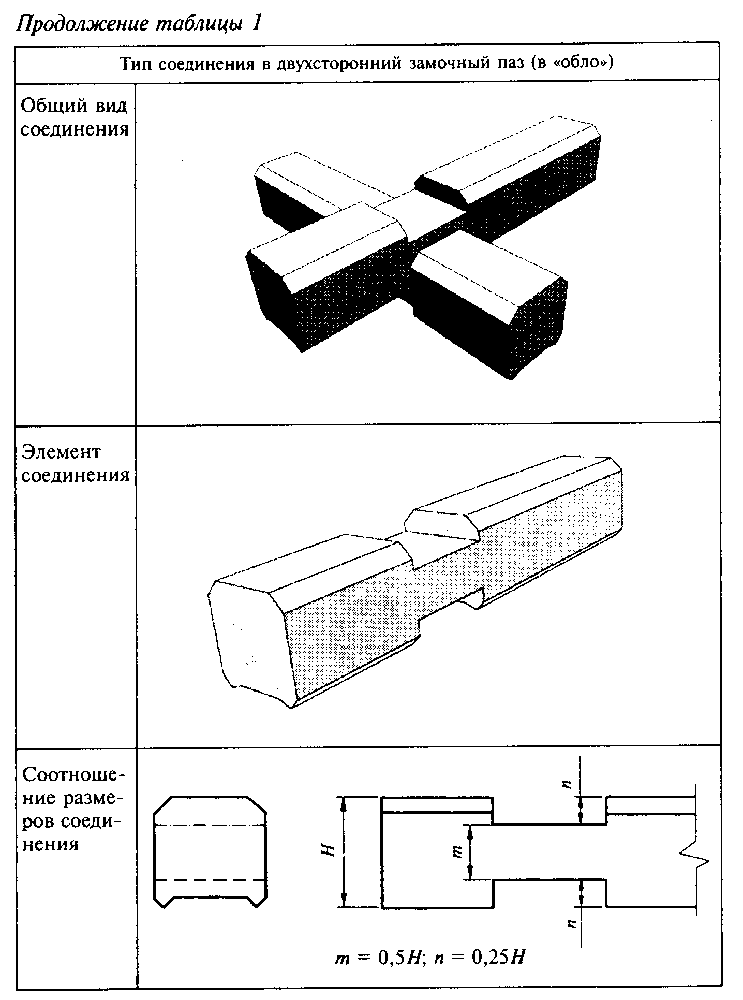 Продолжение таблицы 1
Тип соединения в двухсторонний замочный паз (в «обло»)
Общий вид
соединения
Элемент
соединения
Соотноше-
ние разме-
ров соеди-
нения
n
H
m
n
m = 0,5H; n = 0,25H